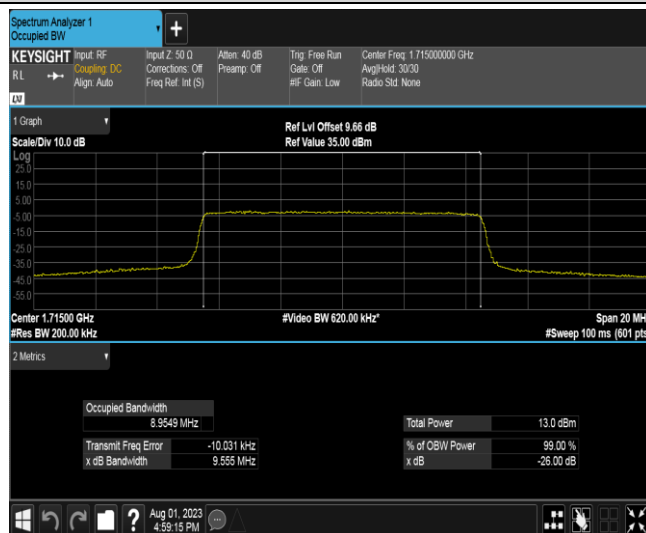 Spectrum Analyzer 1
Occupied BW
+
KEYSIGHT Input: RF Input Z: 50 Ω Atten: 40 dB Trig: Free Run Center Freq: 1.715000000 GHz
RL Coupling: DC Corrections: Off Preamp: Off Gate: Off Avg|Hold: 30/30
Align: Auto Freq Ref: Int (S) #IF Gain: Low Radio Std: None
LXI
1 Graph
Ref Lvl Offset 9.66 dB
Scale/Div 10.0 dB Ref Value 35.00 dBm
Log
25.0
15.0
5.00
-5.00
-15.0
-25.0
-35.0
-45.0
-55.0
Center 1.71500 GHz #Video BW 620.00 kHz* Span 20 MH
#Res BW 200.00 kHz #Sweep 100 ms (601 pts
2 Metrics
Occupied Bandwidth
8.9549 MHz Total Power 13.0 dBm
Transmit Freq Error -10.031 kHz % of OBW Power 99.00 %
x dB Bandwidth 9.555 MHz x dB -26.00 dB
? Aug 01, 2023
4:59:15 PM